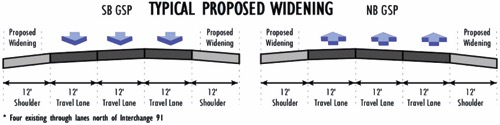 SB GSP TYPICAL PROPOSED WIDENING NB GSP
Proposed Widening Proposed Widening Proposed Widening Proposed Widening
12' Shoulder 12' Travel Lane 12' Travel Lane 12' Travel Lane 12' Shoulder 12' Shoulder 12' Travel Lane 12' Travel Lane 12' Travel Lane 12' Shoulder
* Four existing through lanes north of Interchange 91